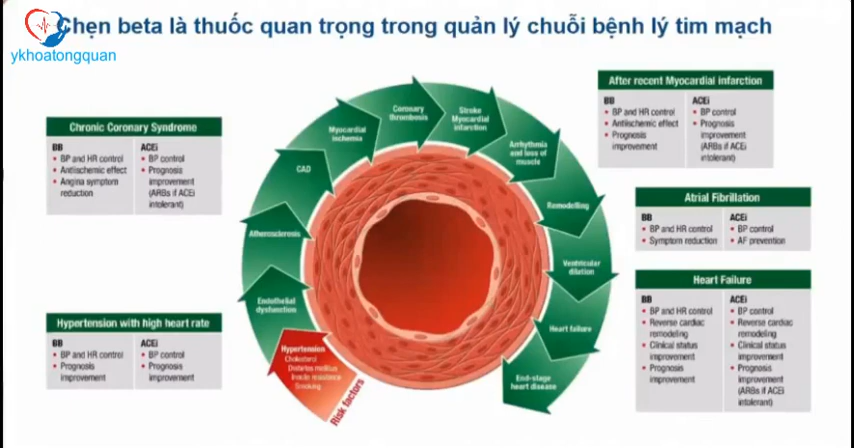 Chẹn beta là thuốc quan trọng trong quản lý chuỗi bệnh lý tim mạch
ykhoatongquan
Chronic Coronary Syndrome
BB
• BP and HR control
• Antiischemic effect
• Angina symptom
reduction
ACEi
• BP control
• Prognosis
improvement
(ARBs if ACEi
intolerant)
Hypertension with high heart rate
BB
• BP and HR control
• Prognosis
improvement
ACEi
• BP control
• Prognosis
improvement
Risk factors
Hypertension
Cholesterol
Diabetes mellitus
Insulin resistance
Smoking
Endothelial
dysfunction
Atherosclerosis
CAD
Myocardial
ischemia
Coronary
thrombosis
Stroke
Myocardial
infarction
Arrhythmia
and loss of
muscle
Remodelling
Ventricular
dilation
Heart failure
End-stage
heart disease
After recent Myocardial infarction
BB
• BP and HR control
• Antiischemic effect
• Prognosis
improvement
ACEi
• BP control
• Prognosis
improvement
(ARBs if ACEi
intolerant)
Atrial Fibrillation
BB
• BP and HR control
• Symptom reduction
ACEi
• BP control
• AF prevention
Heart Failure
BB
• BP and HR control
• Reverse cardiac
remodeling
• Clinical status
improvement
• Prognosis
improvement
ACEi
• BP control
• Reverse cardiac
remodeling
• Clinical status
improvement
• Prognosis
improvement
(ARBs if ACEi
intolerant)